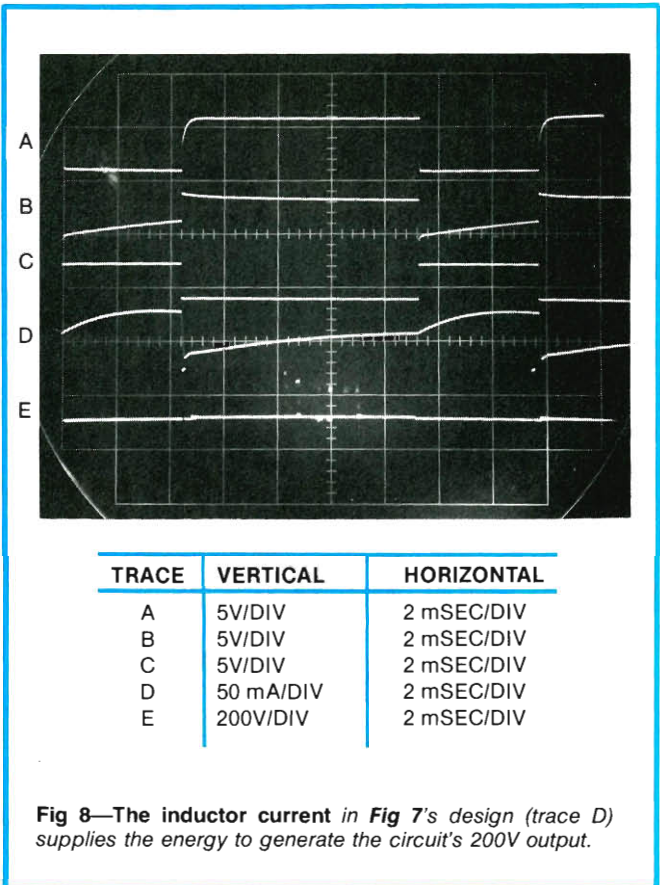 A
B
C
D
E
TRACE VERTICAL HORIZONTAL
A 5V/DIV 2 mSEC/DIV
B 5V/DIV 2 mSEC/DIV
C 5V/DIV 2 mSEC/DIV
D 50 mA/DIV 2 mSEC/DIV
E 200V/DIV 2 mSEC/DIV
Fig 8—The inductor current in Fig 7's design (trace D)
supplies the energy to generate the circuit's 200V output.